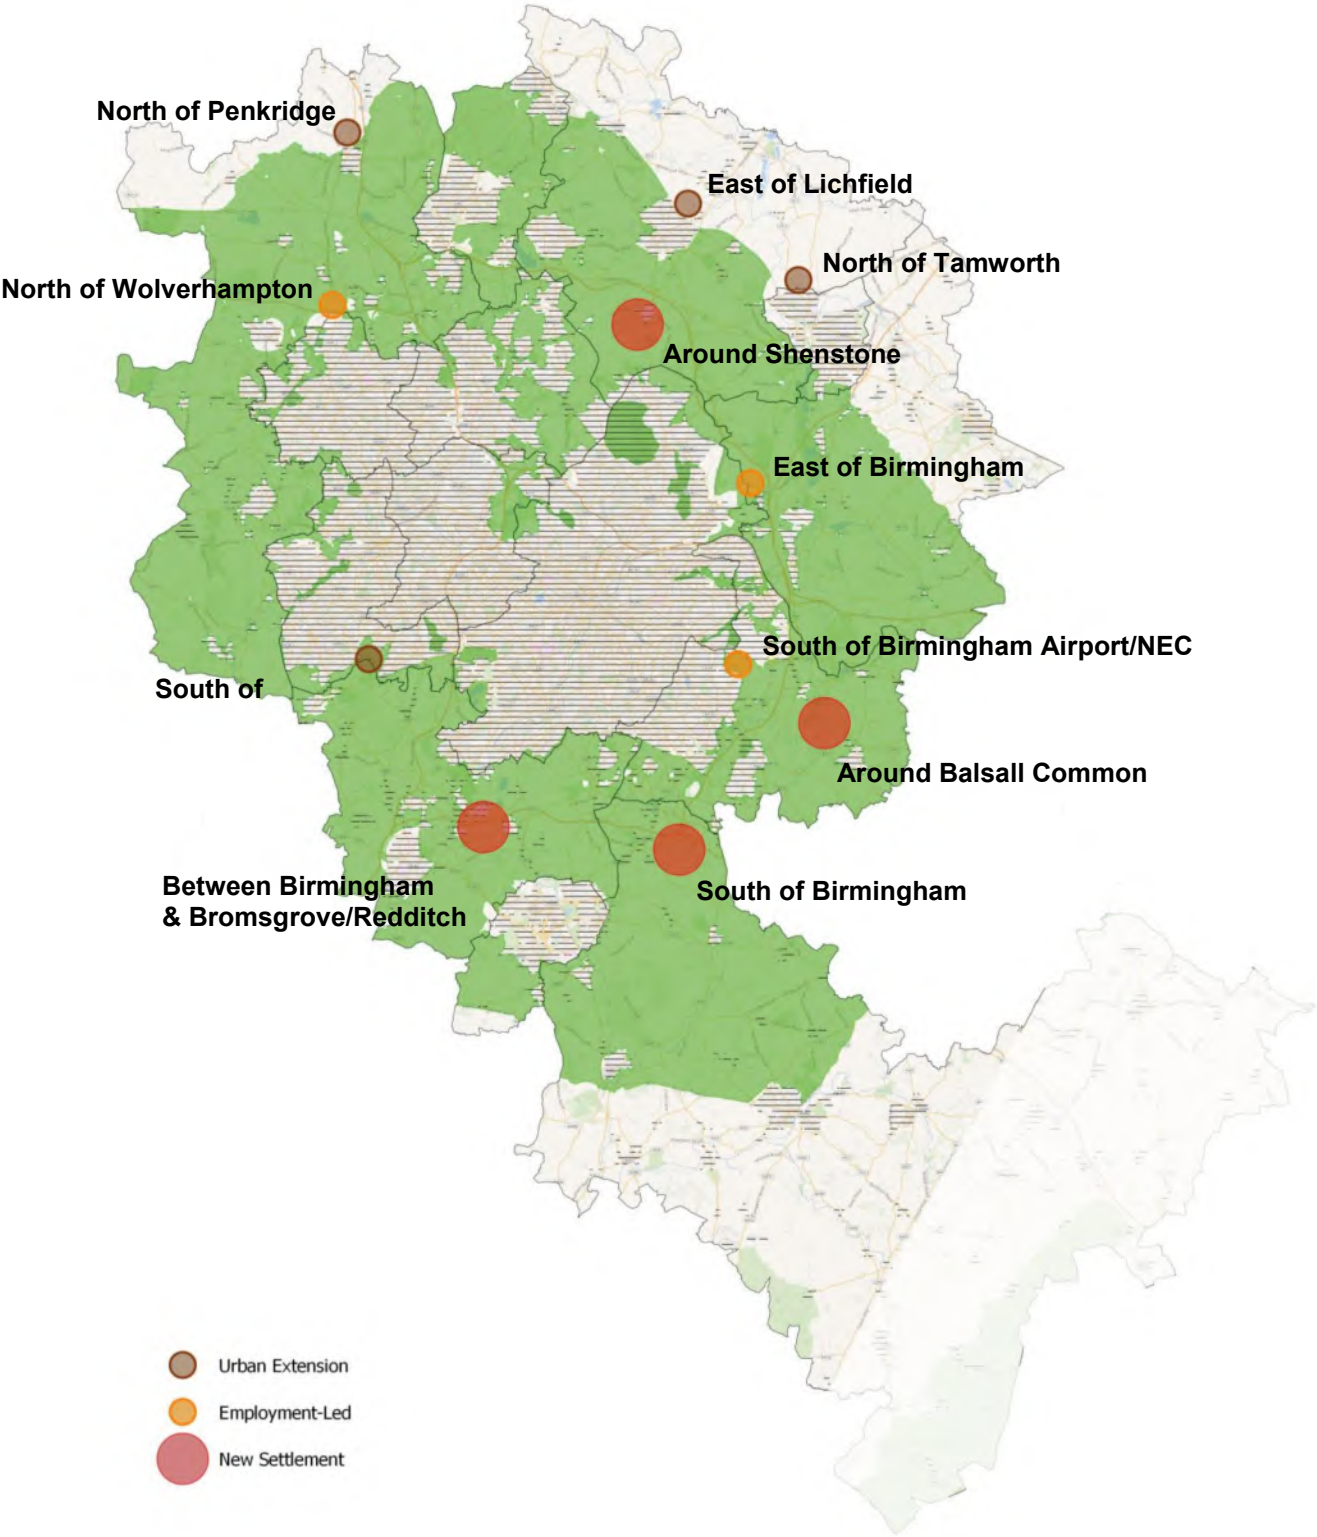 North of Penkridge
East of Lichfield
North of Tamworth
North of Wolverhampton
Around Shenstone
East of Birmingham
South of Birmingham Airport/NEC
South of
Around Balsall Common
Between Birmingham
& Bromsgrove/Redditch
South of Birmingham
Urban Extension
Employment-Led
New Settlement